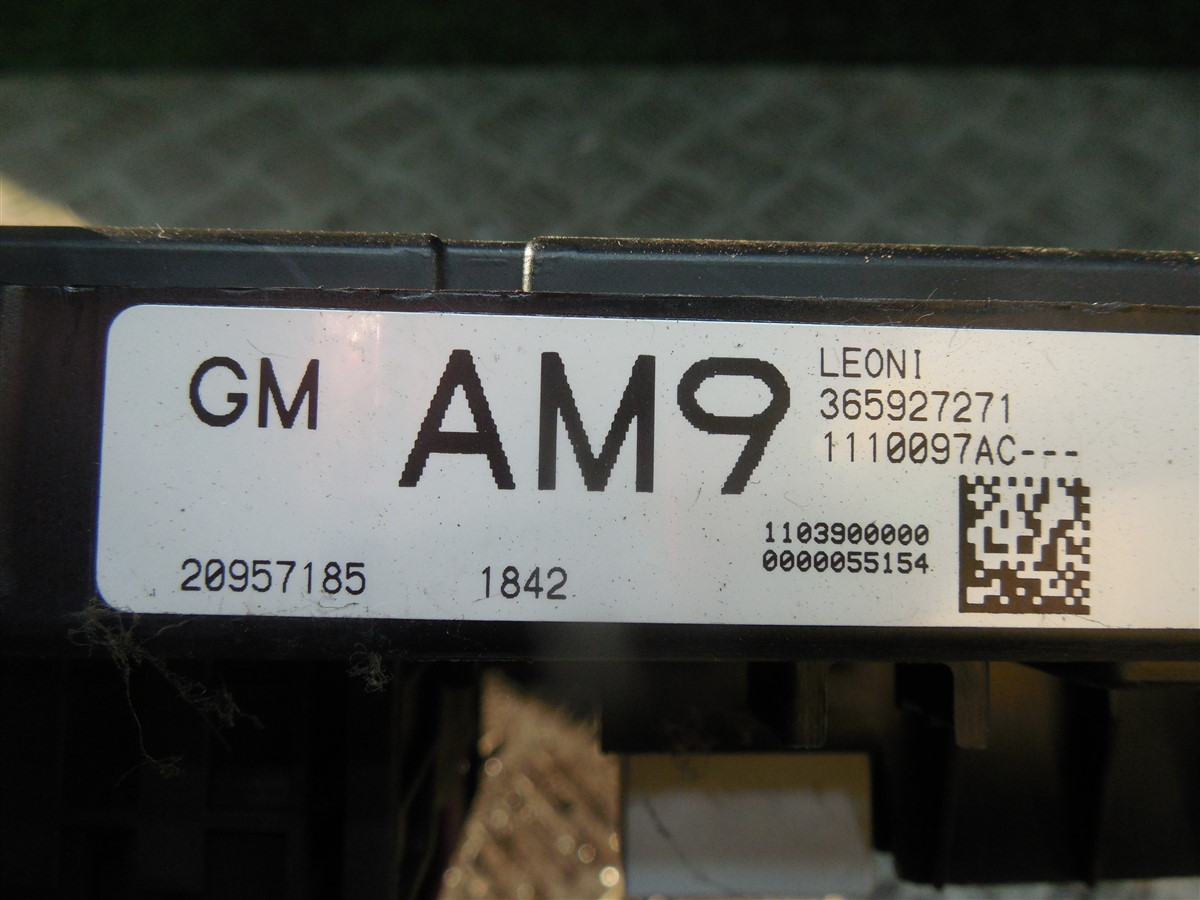 GM AM9
LEONI
365927271
1110097AC---
1103900000
0000055154
20957185 1842